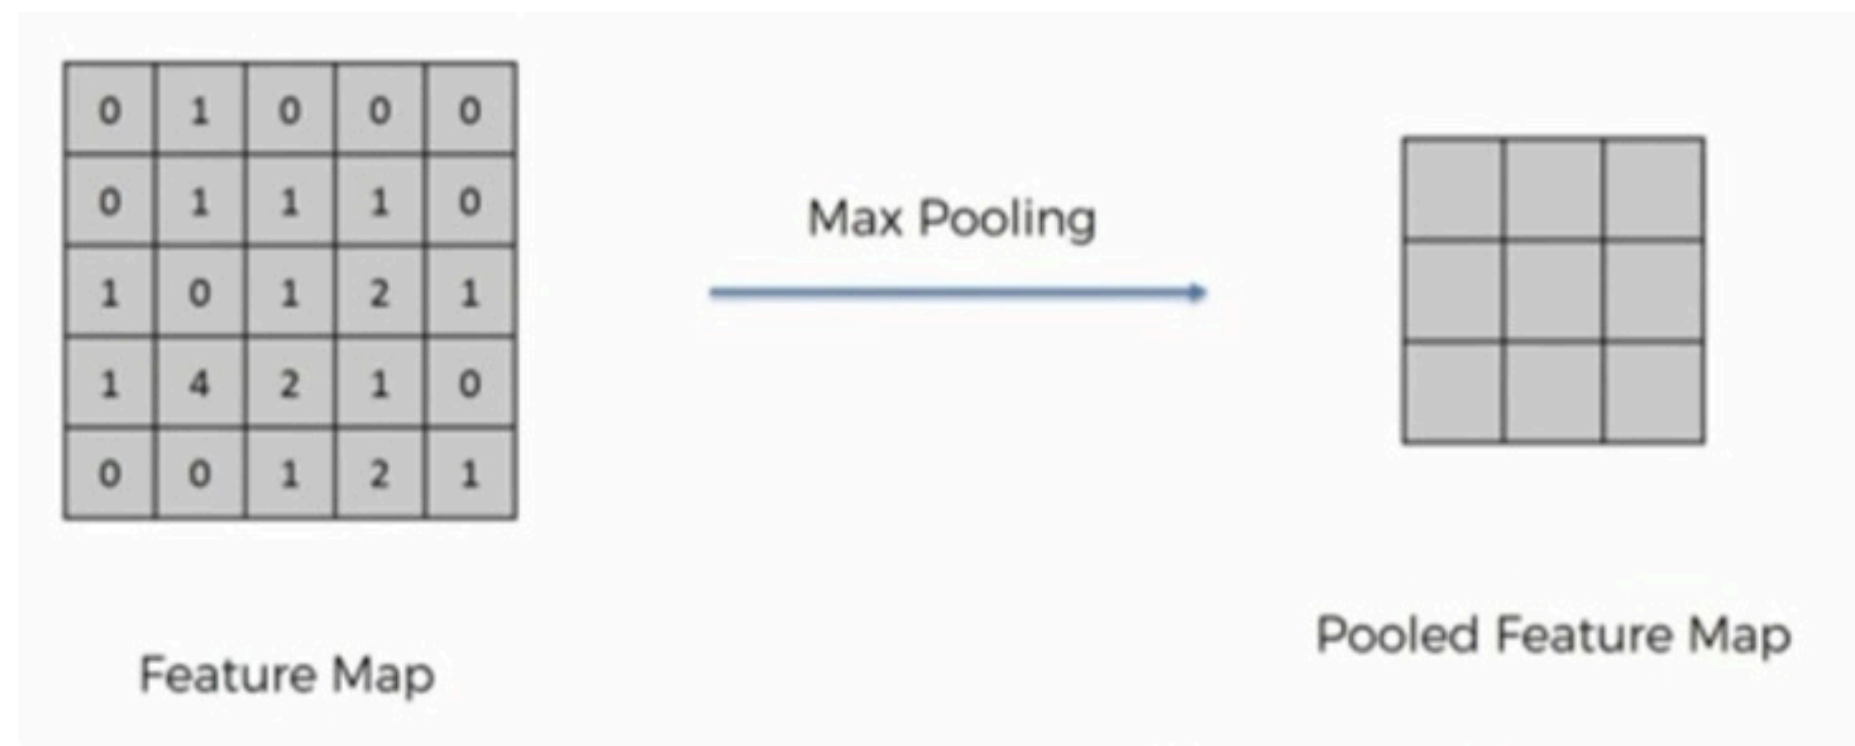 0 1 0 0 0
0 1 1 1 0
1 0 1 2 1
1 4 2 1 0
0 0 1 2 1
Max Pooling
Feature Map
Pooled Feature Map